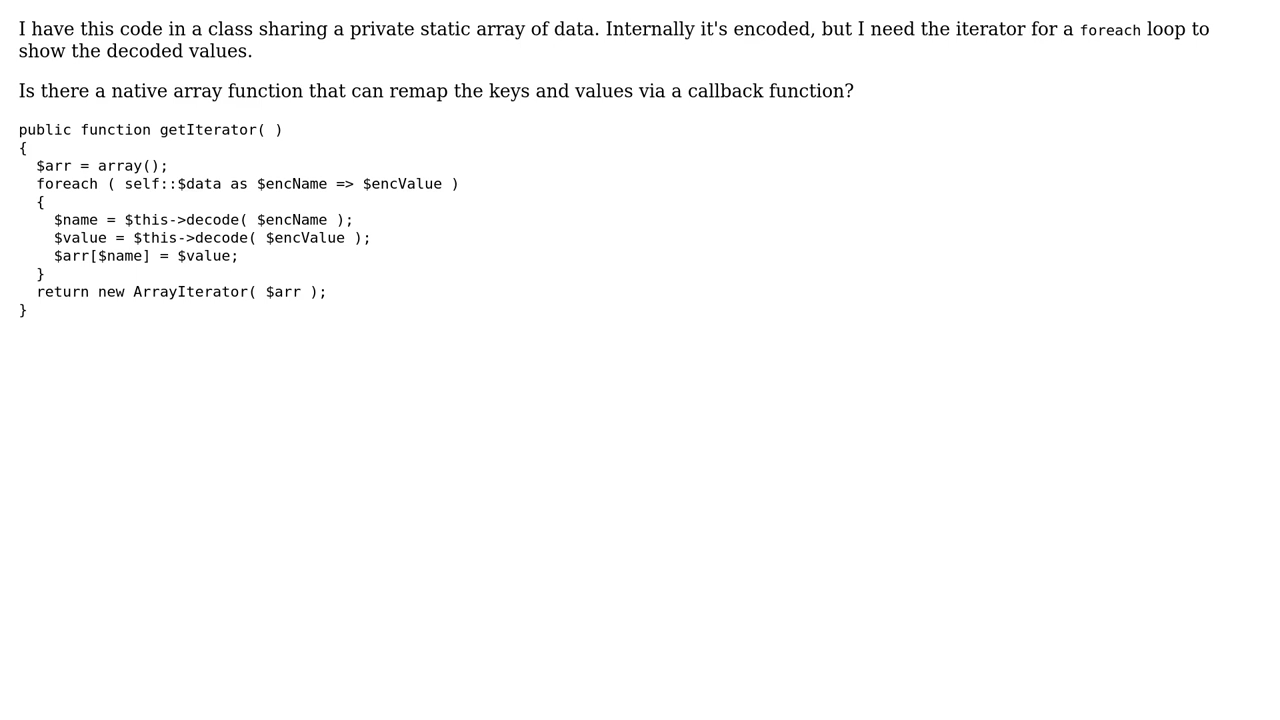 I have this code in a class sharing a private static array of data. Internally it's encoded, but I need the iterator for a foreach loop to
show the decoded values.
Is there a native array function that can remap the keys and values via a callback function?
public function getIterator( )
{
  $arr = array();
  foreach ( self::$data as $encName => $encValue )
  {
    $name = $this->decode( $encName );
    $value = $this->decode( $encValue );
    $arr[$name] = $value;
  }
  return new ArrayIterator( $arr );
}